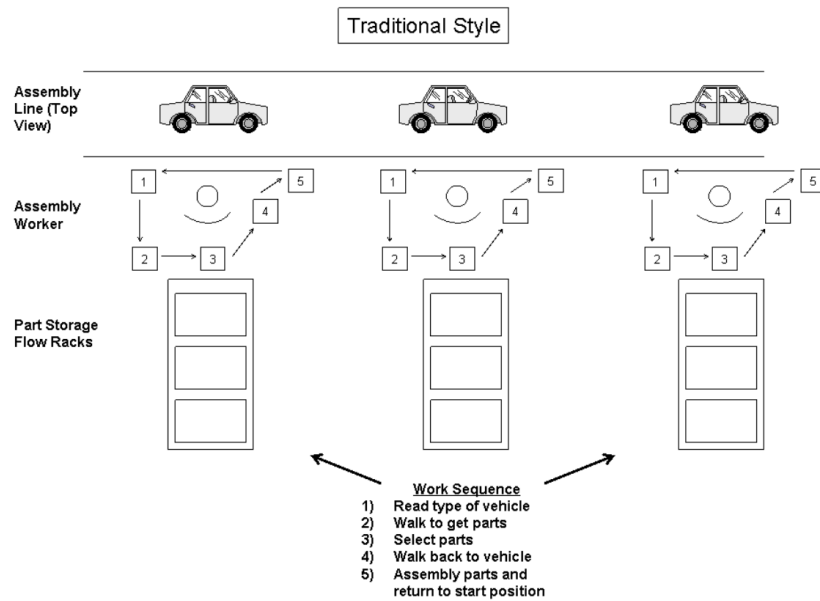 Traditional Style
Assembly
Line (Top
View)
1
5
1
5
1
5
Assembly
Worker
4
4
4
2
3
2
3
2
3
Part Storage
Flow Racks
Work Sequence
1) Read type of vehicle
2) Walk to get parts
3) Select parts
4) Walk back to vehicle
5) Assembly parts and
return to start position